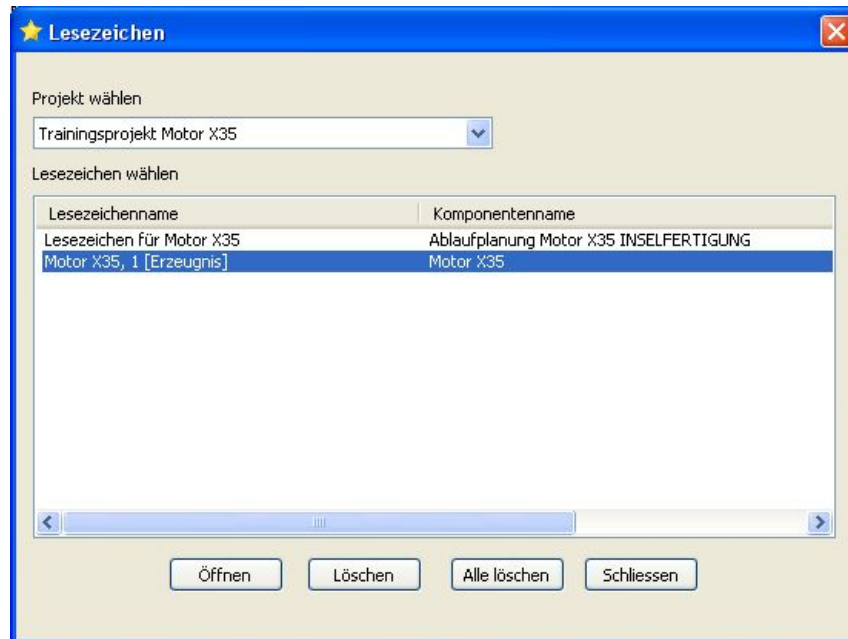 Lesezeichen
Projekt wählen
Trainingsprojekt Motor X35
Lesezeichen wählen
Lesezeichenname Komponentenname
Lesezeichen für Motor X35 Ablaufplanung Motor X35 INSELFERTIGUNG
Motor X35, 1 [Erzeugnis] Motor X35
Öffnen Löschen Alle löschen Schliessen